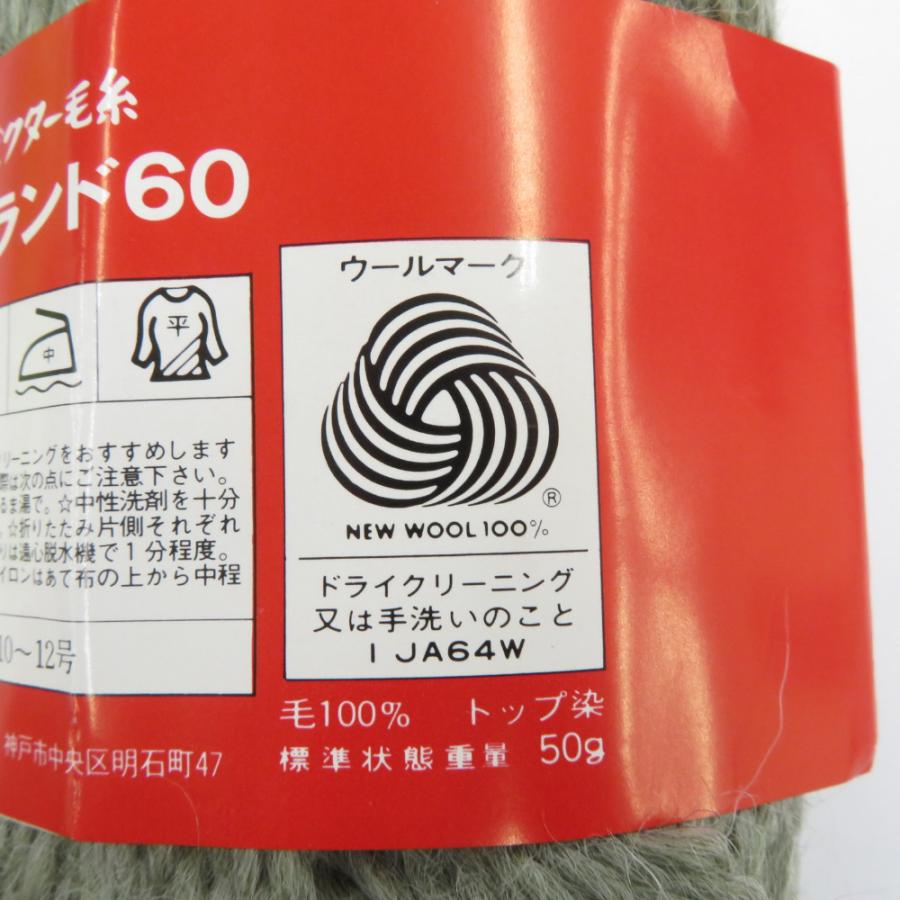 クター毛糸
ランド60
中
平
リーニングをおすすめします
際は次の点にご注意下さい。
るま湯で。☆中性洗剤を十分
。☆折りたたみ片側それぞれ
りは遠心脱水機で1分程度。
イロンはあて布の上から中程
10～12号
神戸市中央区明石町47
ウールマーク
®
NEW WOOL 100%
ドライクリーニング
又は手洗いのこと
I JA64W
毛100% トップ染
標準状態重量 50g